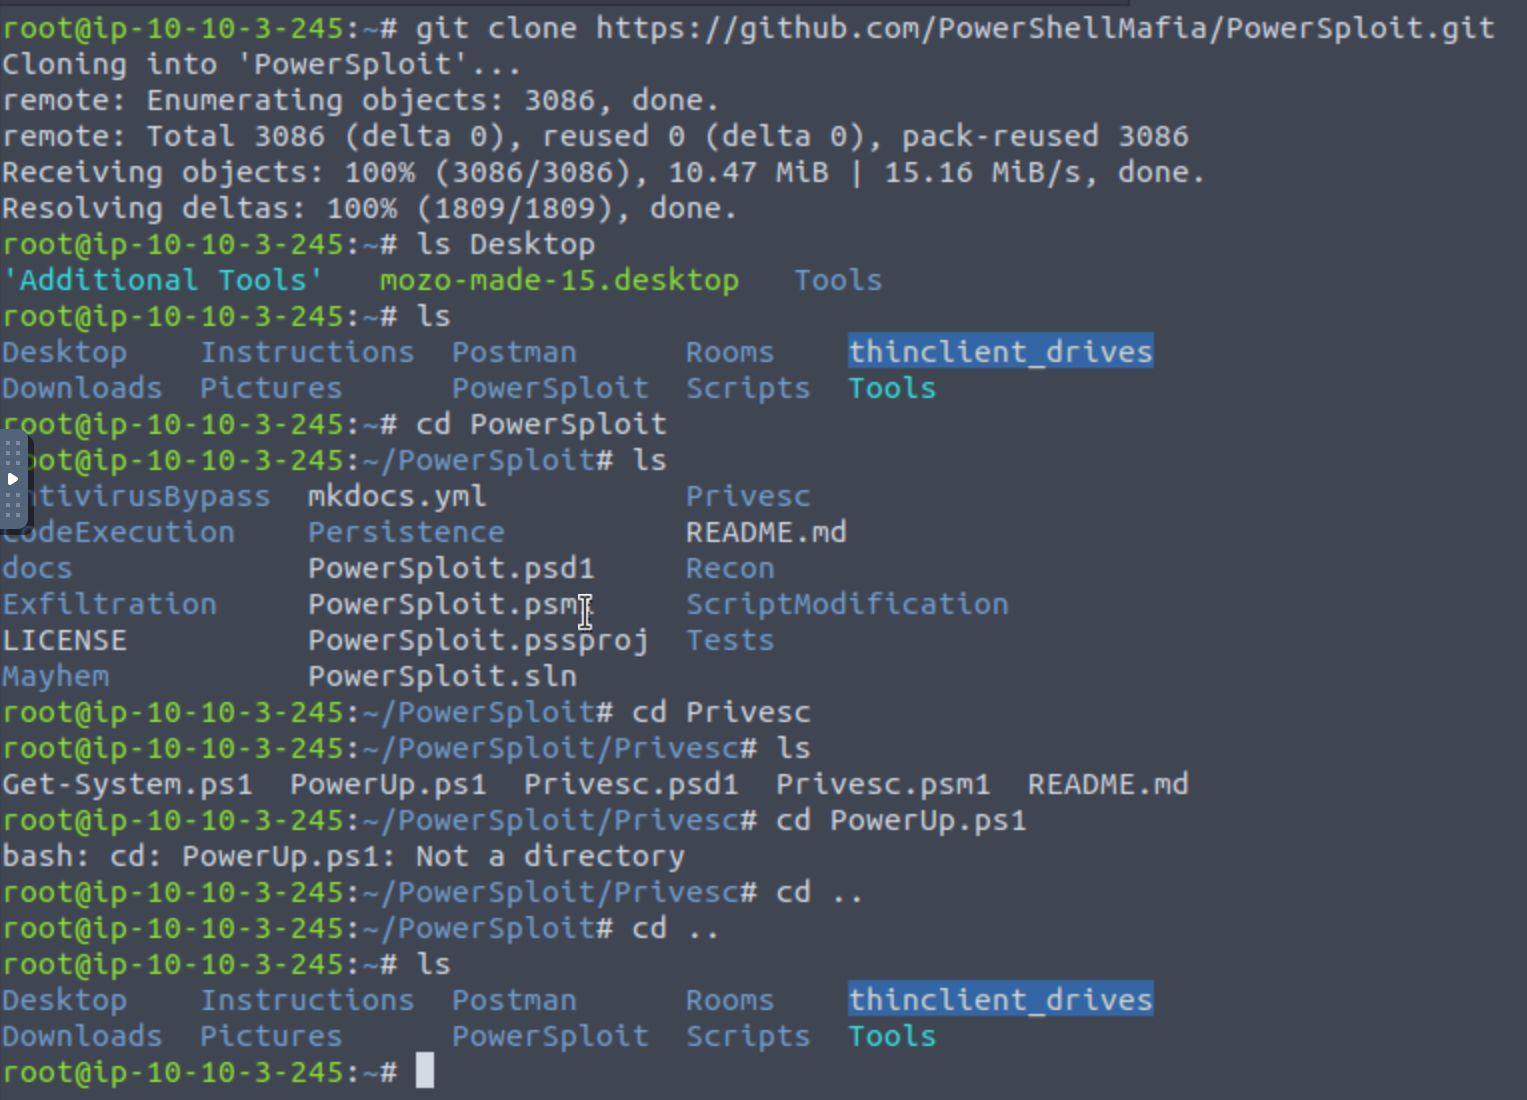 root@ip-10-10-3-245:~# git clone https://github.com/PowerShellMafia/PowerSploit.git
Cloning into 'PowerSploit'...
remote: Enumerating objects: 3086, done.
remote: Total 3086 (delta 0), reused 0 (delta 0), pack-reused 3086
Receiving objects: 100% (3086/3086), 10.47 MiB | 15.16 MiB/s, done.
Resolving deltas: 100% (1809/1809), done.
root@ip-10-10-3-245:~# ls Desktop
'Additional Tools'   mozo-made-15.desktop   Tools
root@ip-10-10-3-245:~# ls
Desktop    Instructions  Postman      Rooms    thinclient_drives
Downloads  Pictures      PowerSploit  Scripts  Tools
root@ip-10-10-3-245:~# cd PowerSploit
oot@ip-10-10-3-245:~/PowerSploit# ls
ntivirusBypass  mkdocs.yml           Privesc
CodeExecution    Persistence          README.md
docs             PowerSploit.psd1     Recon
Exfiltration     PowerSploit.psm     ScriptModification
LICENSE          PowerSploit.pssproj  Tests
Mayhem           PowerSploit.sln
root@ip-10-10-3-245:~/PowerSploit# cd Privesc
root@ip-10-10-3-245:~/PowerSploit/Privesc# ls
Get-System.ps1  PowerUp.ps1  Privesc.psd1  Privesc.psm1  README.md
root@ip-10-10-3-245:~/PowerSploit/Privesc# cd PowerUp.ps1
bash: cd: PowerUp.ps1: Not a directory
root@ip-10-10-3-245:~/PowerSploit/Privesc# cd ..
root@ip-10-10-3-245:~/PowerSploit# cd ..
root@ip-10-10-3-245:~# ls
Desktop    Instructions  Postman      Rooms    thinclient_drives
Downloads  Pictures      PowerSploit  Scripts  Tools
root@ip-10-10-3-245:~#